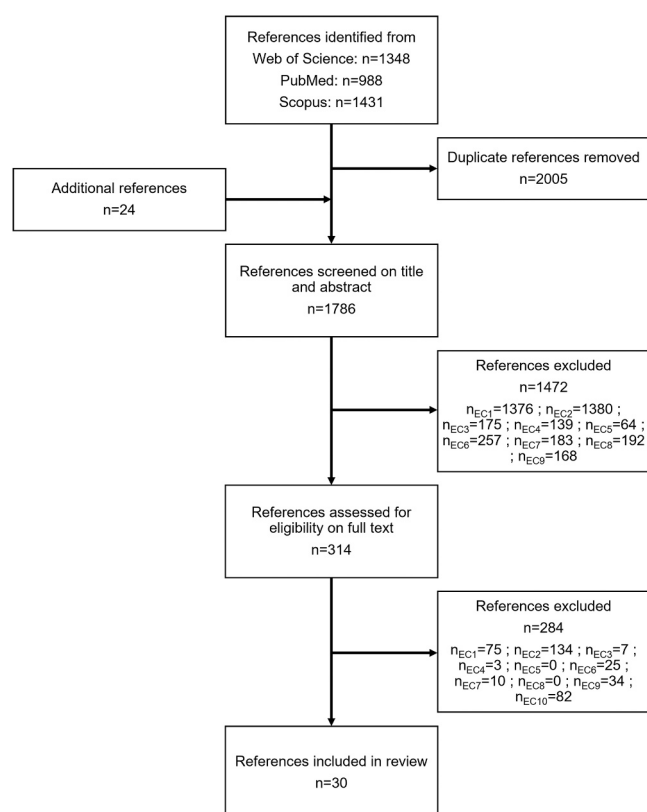 References identified from
Web of Science: n=1348
PubMed: n=988
Scopus: n=1431
Duplicate references removed
n=2005
Additional references
n=24
References screened on title
and abstract
n=1786
References excluded
n=1472
nEC1=1376 ; nEC2=1380 ;
nEC3=175 ; nEC4=139 ; nEC5=64 ;
nEC6=257 ; nEC7=183 ; nEC8=192
; nEC9=168
References assessed for
eligibility on full text
n=314
References excluded
n=284
nEC1=75 ; nEC2=134 ; nEC3=7 ;
nEC4=3 ; nEC5=0 ; nEC6=25 ;
nEC7=10 ; nEC8=0 ; nEC9=34 ;
nEC10=82
References included in review
n=30